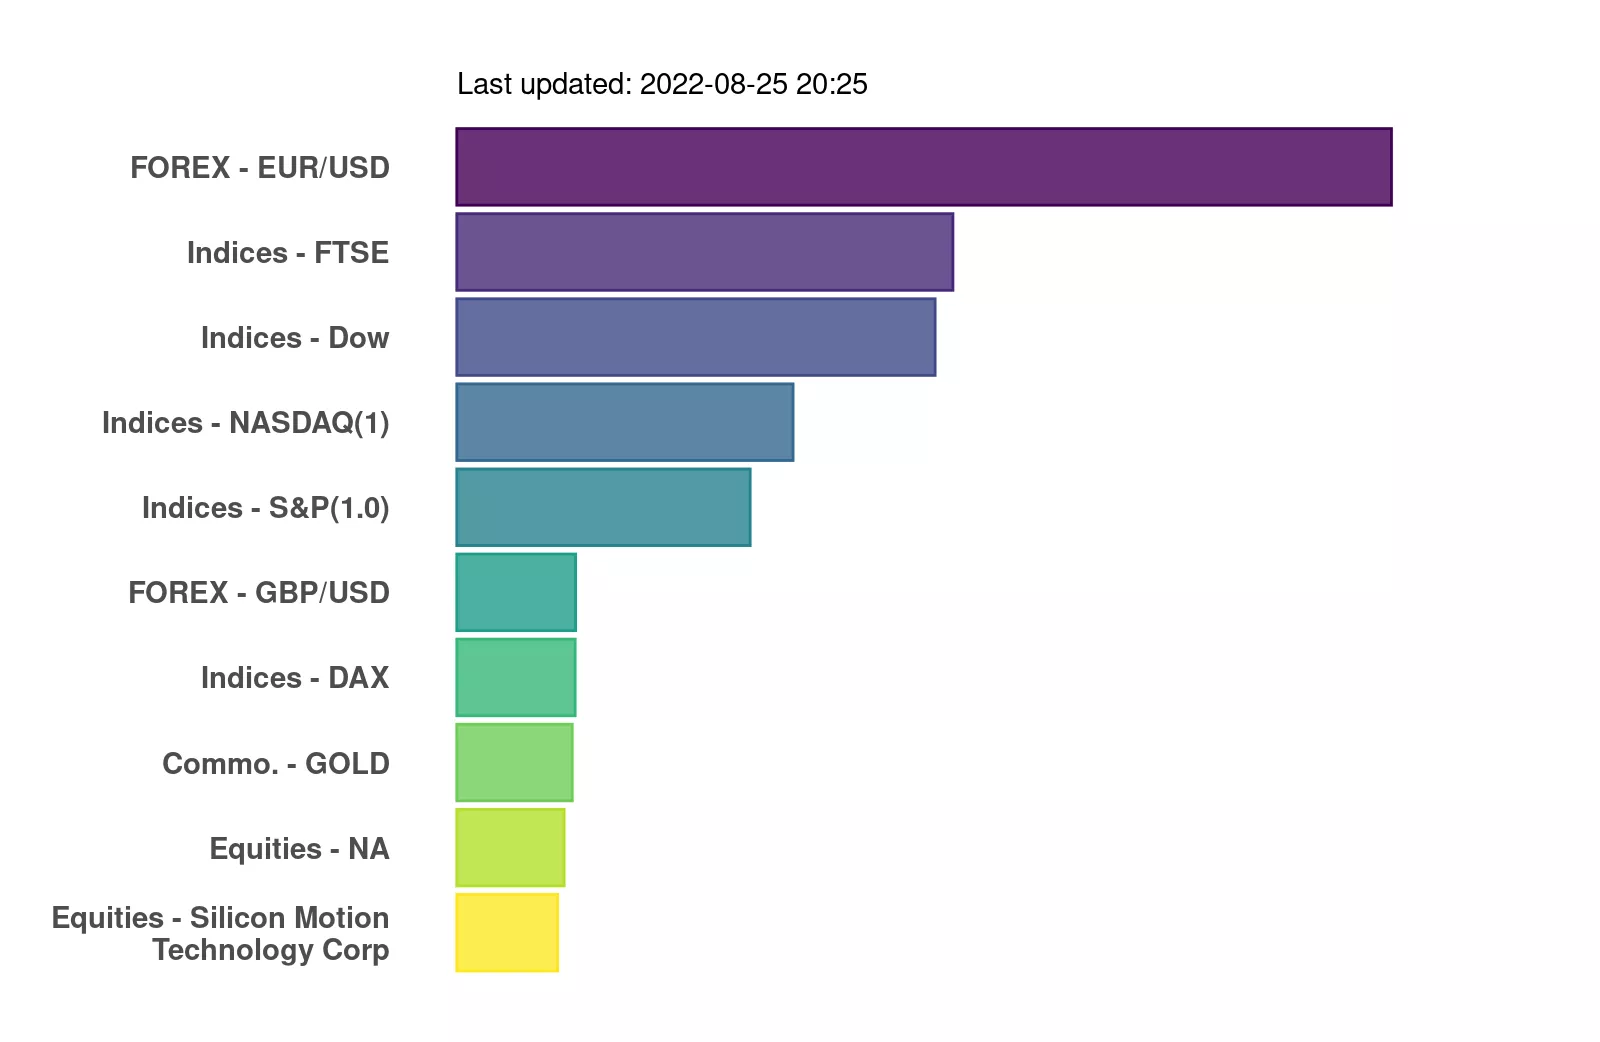 Last updated: 2022-08-25 20:25
FOREX - EUR/USD
Indices - FTSE
Indices - Dow
Indices - NASDAQ(1)
Indices - S&P(1.0)
FOREX - GBP/USD
Indices - DAX
Commo. - GOLD
Equities - NA
Equities - Silicon Motion
Technology Corp